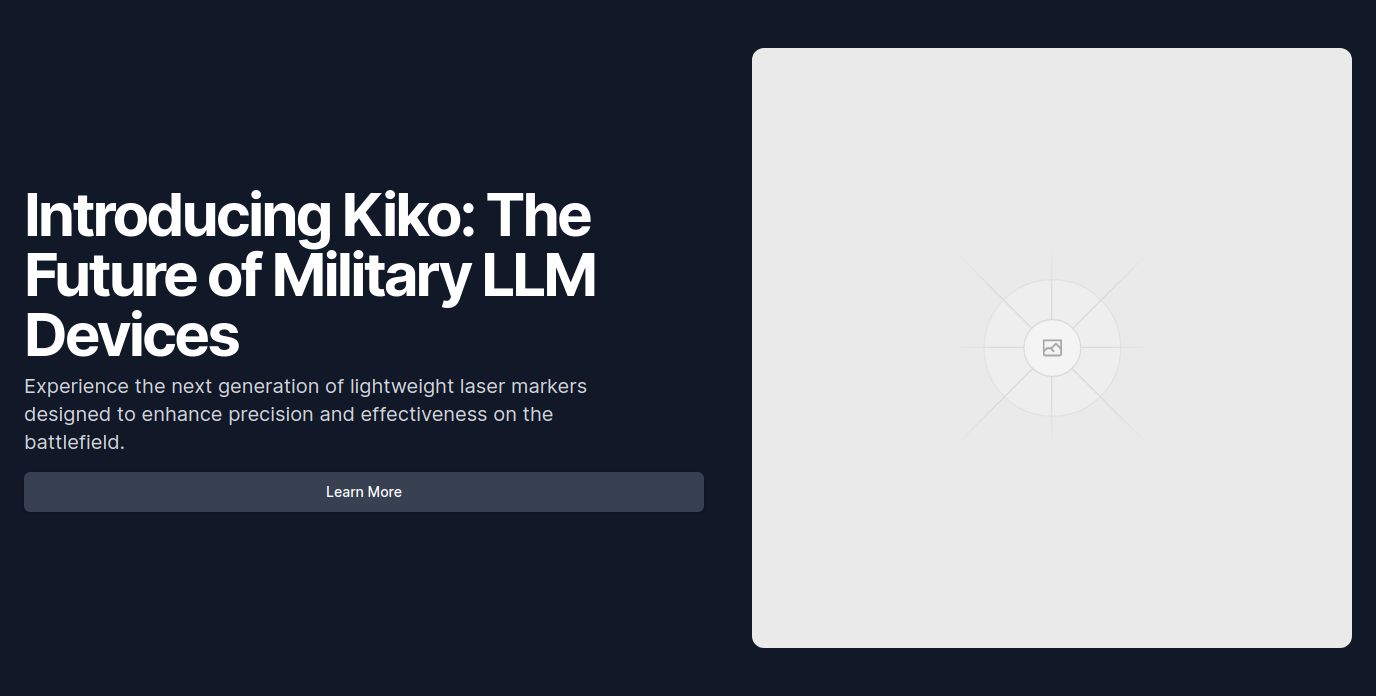 Introducing Kiko: The
Future of Military LLM
Devices
Experience the next generation of lightweight laser markers
designed to enhance precision and effectiveness on the
battlefield.
Learn More